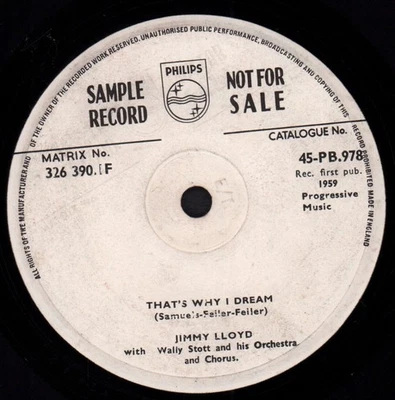 ALL RIGHTS OF THE MANUFACTURER AND OF THE OWNER OF THE RECORDED WORK RESERVED. UNAUTHORISED PUBLIC PERFORMANCE, BROADCASTING AND COPYING OF THIS RECORD PROHIBITED. MADE IN ENGLAND
PHILIPS
SAMPLE RECORD
NOT FOR SALE
CATALOGUE No.
MATRIX No.
326 390.1F
45-PB.978
Rec. first pub.
1959
Progressive
Music
THAT'S WHY I DREAM
(Samuels-Feller-Feiler)
JIMMY LLOYD
with Wally Stott and his Orchestra
and Chorus.